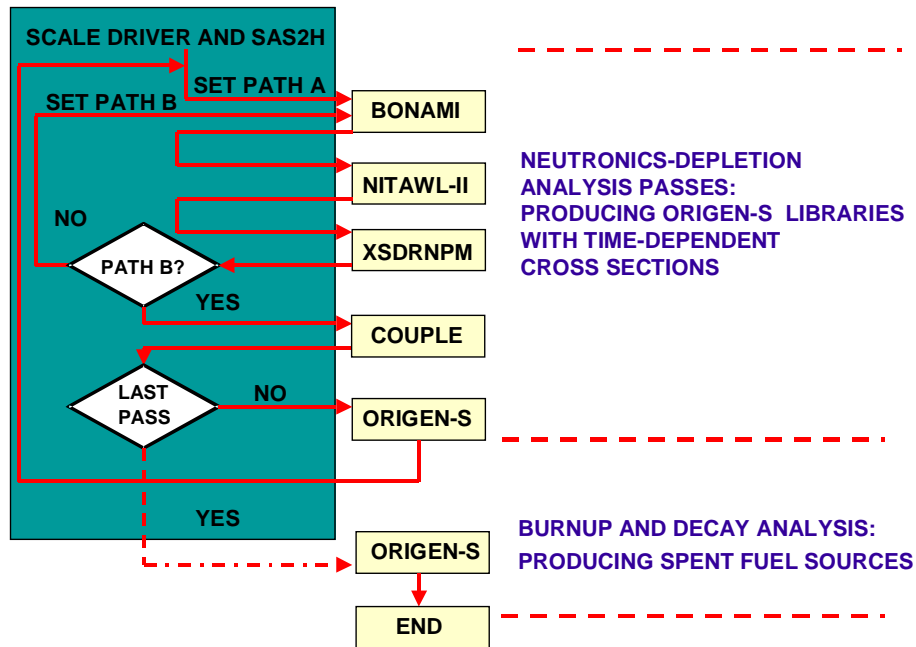 SCALE DRIVER AND SAS2H
SET PATH A
SET PATH B
BONAMI
NITAWL-II
NO
XSDRNPM
PATH B?
YES
COUPLE
LAST
PASS
NO
ORIGEN-S
YES
ORIGEN-S
END
NEUTRONICS-DEPLETION
ANALYSIS PASSES:
PRODUCING ORIGEN-S LIBRARIES
WITH TIME-DEPENDENT
CROSS SECTIONS
BURNUP AND DECAY ANALYSIS:
PRODUCING SPENT FUEL SOURCES